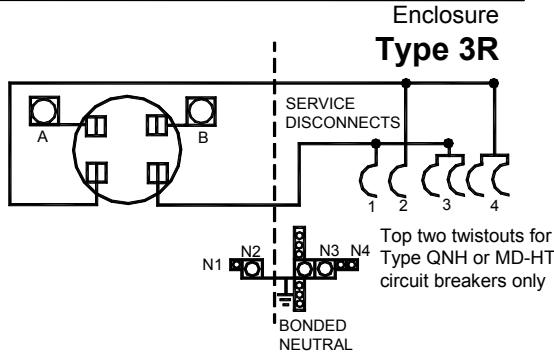 Enclosure
Type 3R
A
B
SERVICE
DISCONNECTS
1 2 3 4
N1 N2 N3 N4
Top two twistouts for
Type QNH or MD-HT
circuit breakers only
BONDED
NEUTRAL